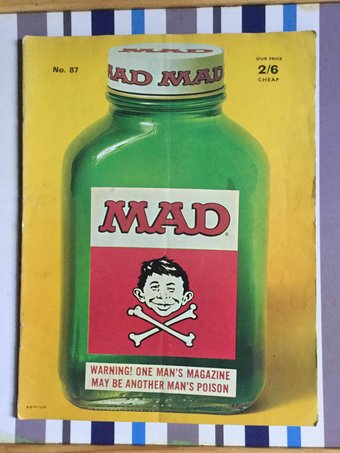 No. 87
OUR PRICE
2/6
CHEAP
MAD
MAD MAD
MAD
WARNING! ONE MAN'S MAGAZINE
MAY BE ANOTHER MAN'S POISON